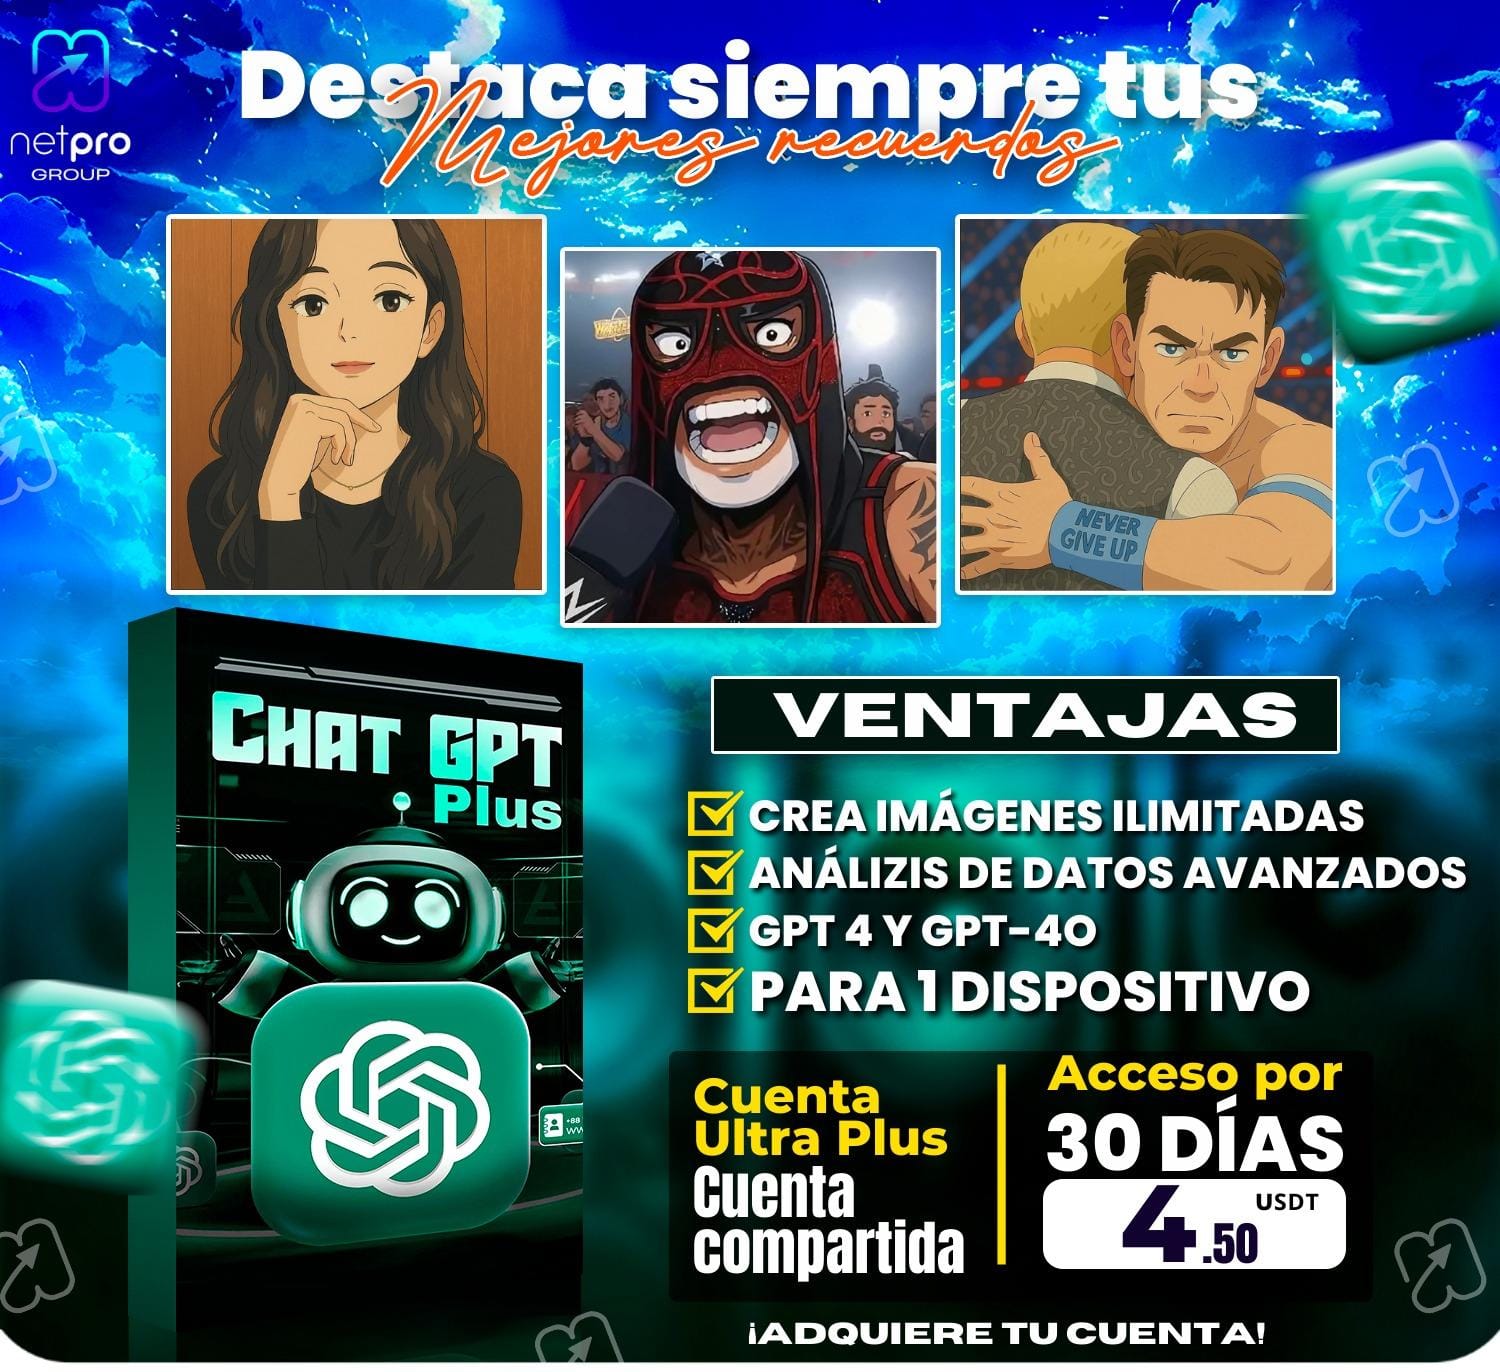 netpro
GROUP
Destaca siempre tus
Mejores recuerdos
NEVER
GIVE UP
CHAT GPT
Plus
VENTAJAS
CREA IMÁGENES ILIMITADAS
ANÁLIZIS DE DATOS AVANZADOS
GPT 4 Y GPT-4O
PARA 1 DISPOSITIVO
Cuenta
Ultra Plus
Cuenta
compartida
Acceso por
30 DÍAS
4.50 USDT
+88
WW
¡ADQUIERE TU CUENTA!